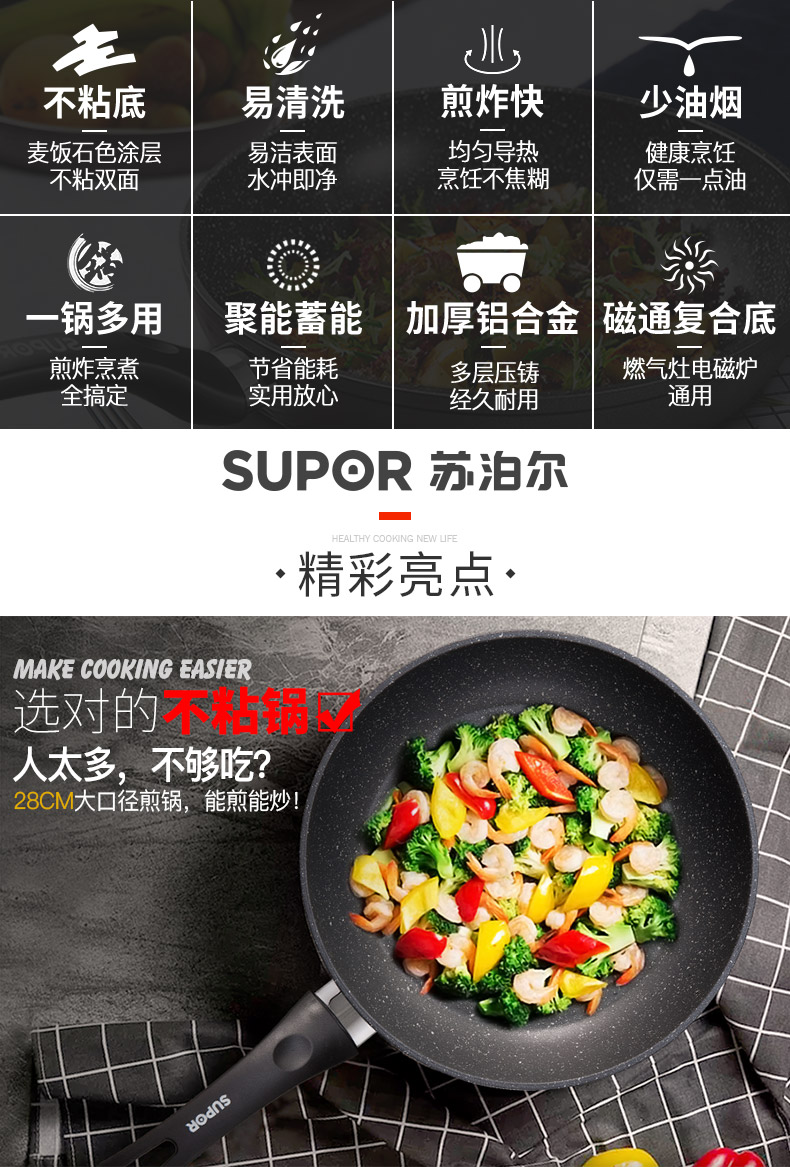 不粘底
麦饭石色涂层
不粘双面
易清洗
易洁表面
水冲即净
煎炸快
均匀导热
烹饪不焦糊
少油烟
健康烹饪
仅需一点油
一锅多用
煎炸烹煮
全搞定
聚能蓄能
节省能耗
实用放心
加厚铝合金
多层压铸
经久耐用
磁通复合底
燃气灶电磁炉
通用
SUPOR 苏泊尔
HEALTHY COOKING NEW LIFE
·精彩亮点·
MAKE COOKING EASIER
选对的不粘锅
人太多，不够吃？
28CM大口径煎锅，能煎能炒！
SUPOR